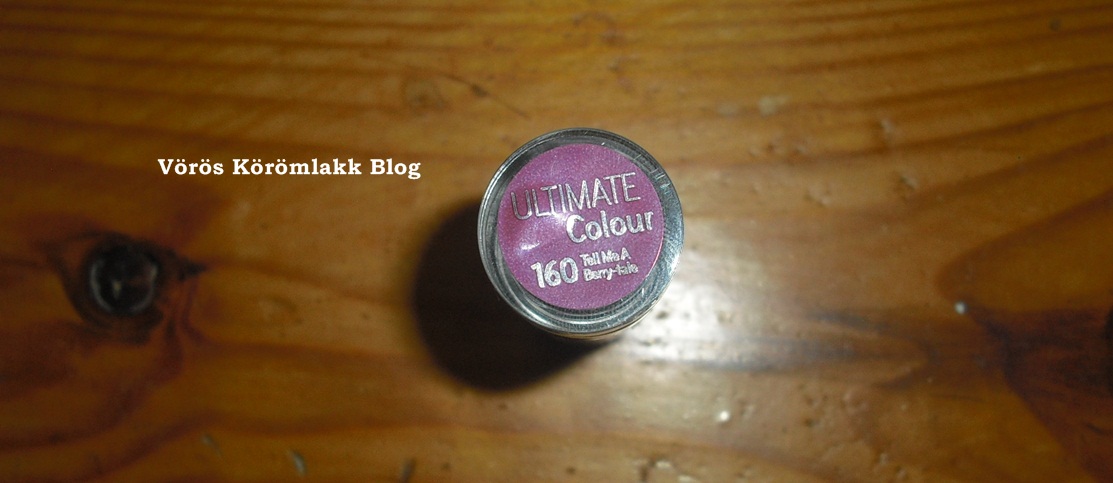 Vörös Körömlakk Blog
ULTIMATE
Colour
160 Tell Me A
Berry-tale